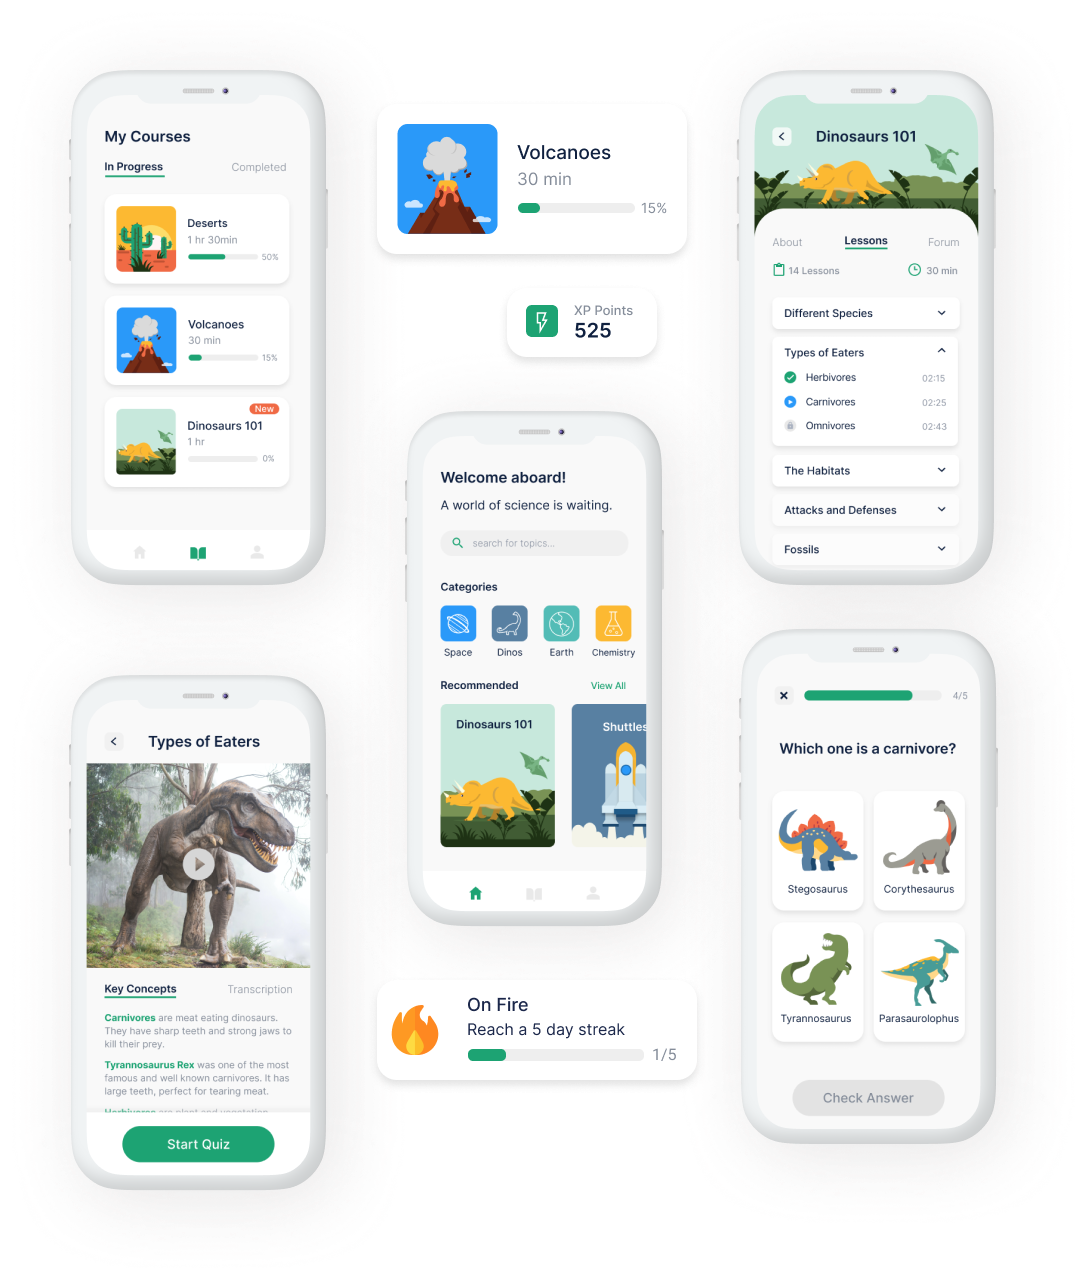 My Courses
In Progress
Completed
Deserts
1 hr 30min
50%
Volcanoes
30 min
15%
New
Dinosaurs 101
1 hr
0%
Volcanoes
30 min
15%
XP Points
525
Dinosaurs 101
About
Lessons
Forum
14 Lessons
30 min
Different Species
Types of Eaters
Herbivores
02:15
Carnivores
02:25
Omnivores
02:43
The Habitats
Attacks and Defenses
Fossils
Welcome aboard!
A world of science is waiting.
search for topics...
Categories
Space
Dinos
Earth
Chemistry
Recommended
View All
Dinosaurs 101
Shuttles
Types of Eaters
Key Concepts
Transcription
Carnivores are meat eating dinosaurs.
They have sharp teeth and strong jaws to
kill their prey.
Tyrannosaurus Rex was one of the most
famous and well known carnivores. It has
large teeth, perfect for tearing meat.
Herbivores are plant and vegetation
Start Quiz
On Fire
Reach a 5 day streak
1/5
4/5
Which one is a carnivore?
Stegosaurus
Corythesaurus
Tyrannosaurus
Parasaurolophus
Check Answer